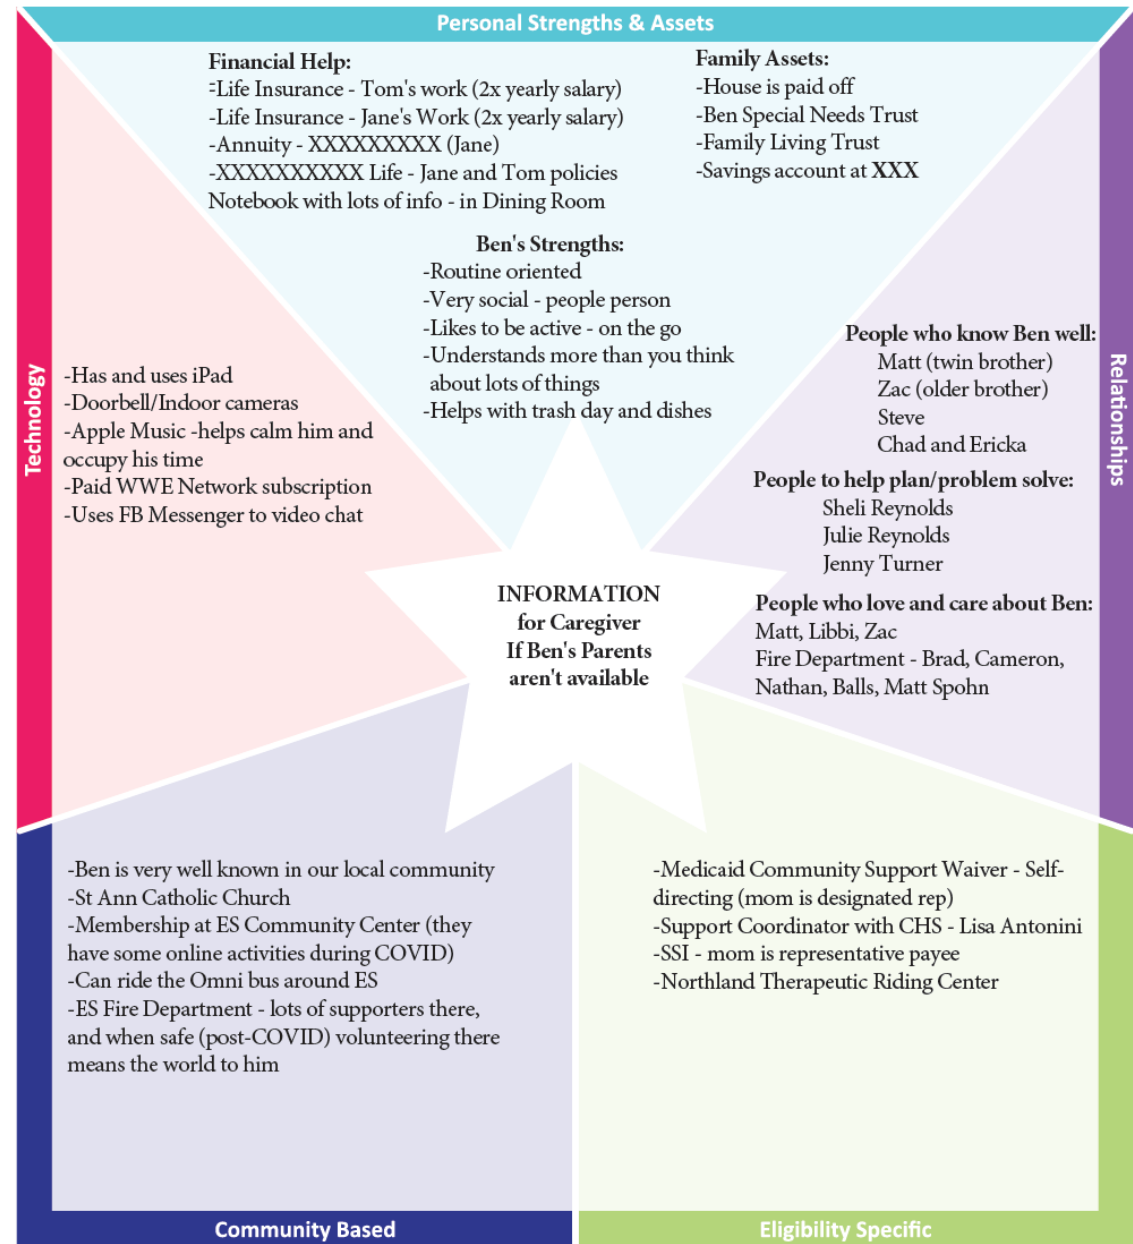 Personal Strengths & Assets
Financial Help:
-Life Insurance - Tom's work (2x yearly salary)
-Life Insurance - Jane's Work (2x yearly salary)
-Annuity - XXXXXXXXX (Jane)
-XXXXXXXXXX Life - Jane and Tom policies
Notebook with lots of info - in Dining Room
Family Assets:
-House is paid off
-Ben Special Needs Trust
-Family Living Trust
-Savings account at XXX
Ben's Strengths:
-Routine oriented
-Very social - people person
-Likes to be active - on the go
-Understands more than you think
about lots of things
-Helps with trash day and dishes
Technology
-Has and uses iPad
-Doorbell/Indoor cameras
-Apple Music -helps calm him and
occupy his time
-Paid WWE Network subscription
-Uses FB Messenger to video chat
Relationships
People who know Ben well:
Matt (twin brother)
Zac (older brother)
Steve
Chad and Ericka
People to help plan/problem solve:
Sheli Reynolds
Julie Reynolds
Jenny Turner
People who love and care about Ben:
Matt, Libbi, Zac
Fire Department - Brad, Cameron,
Nathan, Balls, Matt Spohn
INFORMATION
for Caregiver
If Ben's Parents
aren't available
-Ben is very well known in our local community
-St Ann Catholic Church
-Membership at ES Community Center (they
have some online activities during COVID)
-Can ride the Omni bus around ES
-ES Fire Department - lots of supporters there,
and when safe (post-COVID) volunteering there
means the world to him
Community Based
-Medicaid Community Support Waiver - Self-
directing (mom is designated rep)
-Support Coordinator with CHS - Lisa Antonini
-SSI - mom is representative payee
-Northland Therapeutic Riding Center
Eligibility Specific